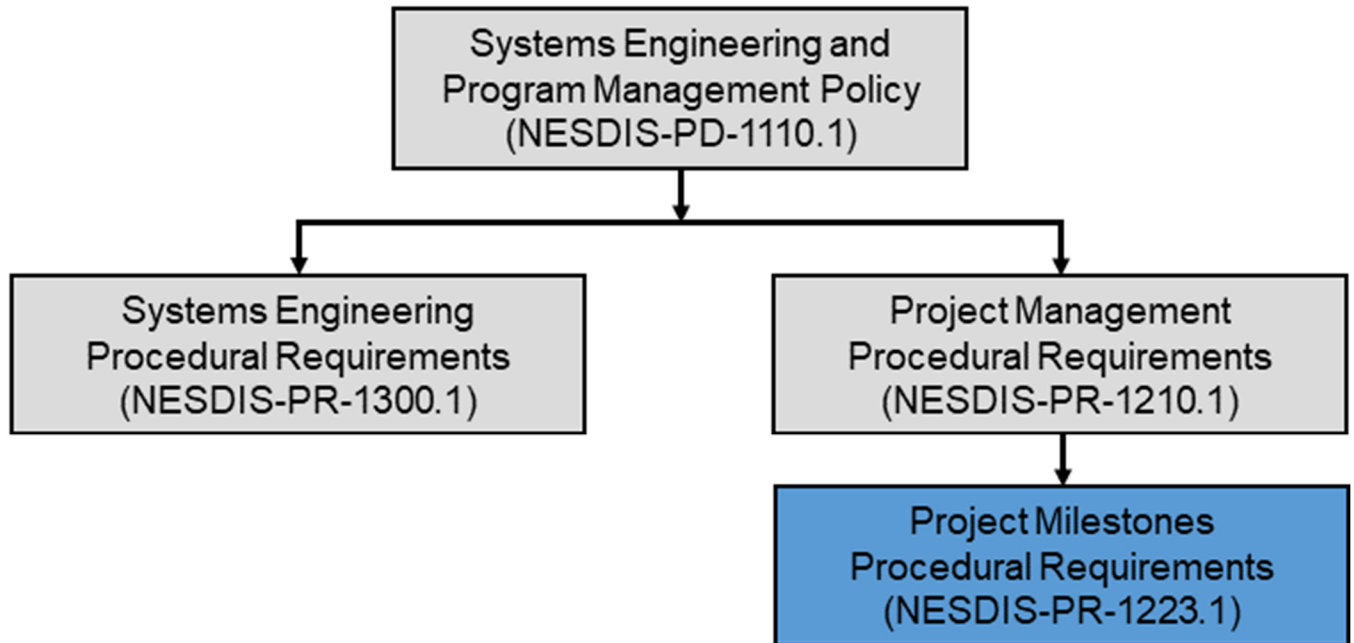 Systems Engineering and
Program Management Policy
(NESDIS-PD-1110.1)
Systems Engineering
Procedural Requirements
(NESDIS-PR-1300.1)
Project Management
Procedural Requirements
(NESDIS-PR-1210.1)
Project Milestones
Procedural Requirements
(NESDIS-PR-1223.1)